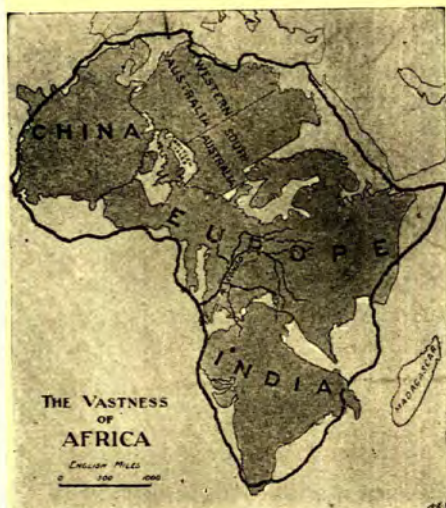 CHINA
WESTERN
AUSTRALIA
SOUTH
AUSTRALIA
EUROPE
INDIA
MADAGASCAR
THE VASTNESS
OF
AFRICA
ENGLISH MILES
0 500 1000